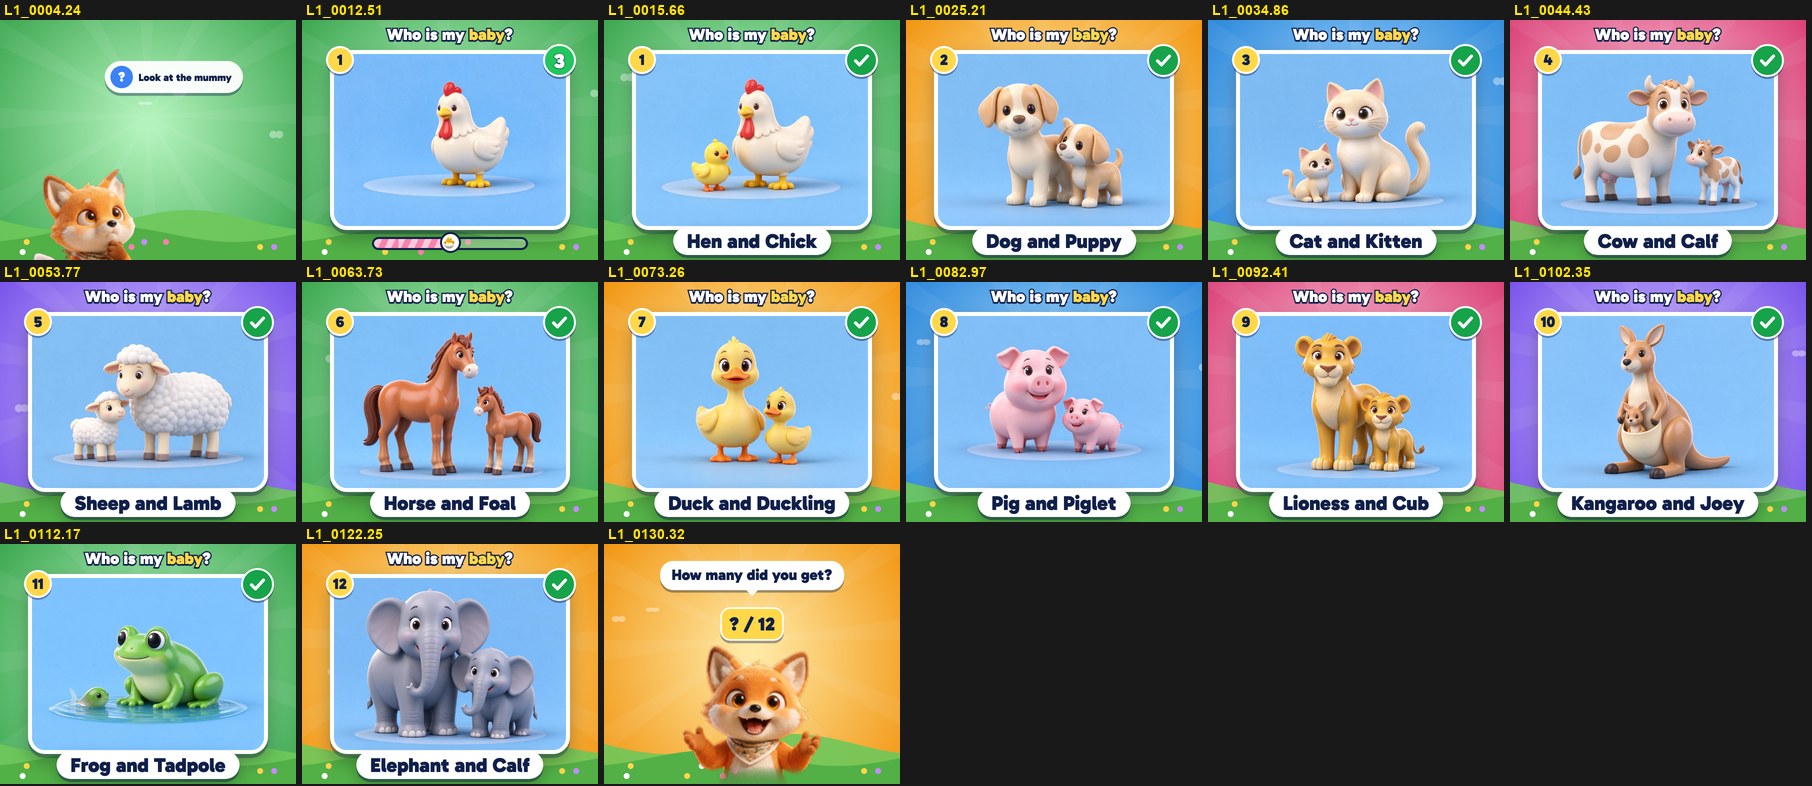 L1_0004.24
? Look at the mummy
L1_0012.51
Who is my baby?
1
3
L1_0015.66
Who is my baby?
1
Hen and Chick
L1_0025.21
Who is my baby?
2
Dog and Puppy
L1_0034.86
Who is my baby?
3
Cat and Kitten
L1_0044.43
Who is my baby?
4
Cow and Calf
L1_0053.77
Who is my baby?
5
Sheep and Lamb
L1_0063.73
Who is my baby?
6
Horse and Foal
L1_0073.26
Who is my baby?
7
Duck and Duckling
L1_0082.97
Who is my baby?
8
Pig and Piglet
L1_0092.41
Who is my baby?
9
Lioness and Cub
L1_0102.35
Who is my baby?
10
Kangaroo and Joey
L1_0112.17
Who is my baby?
11
Frog and Tadpole
L1_0122.25
Who is my baby?
12
Elephant and Calf
L1_0130.32
How many did you get?
? / 12